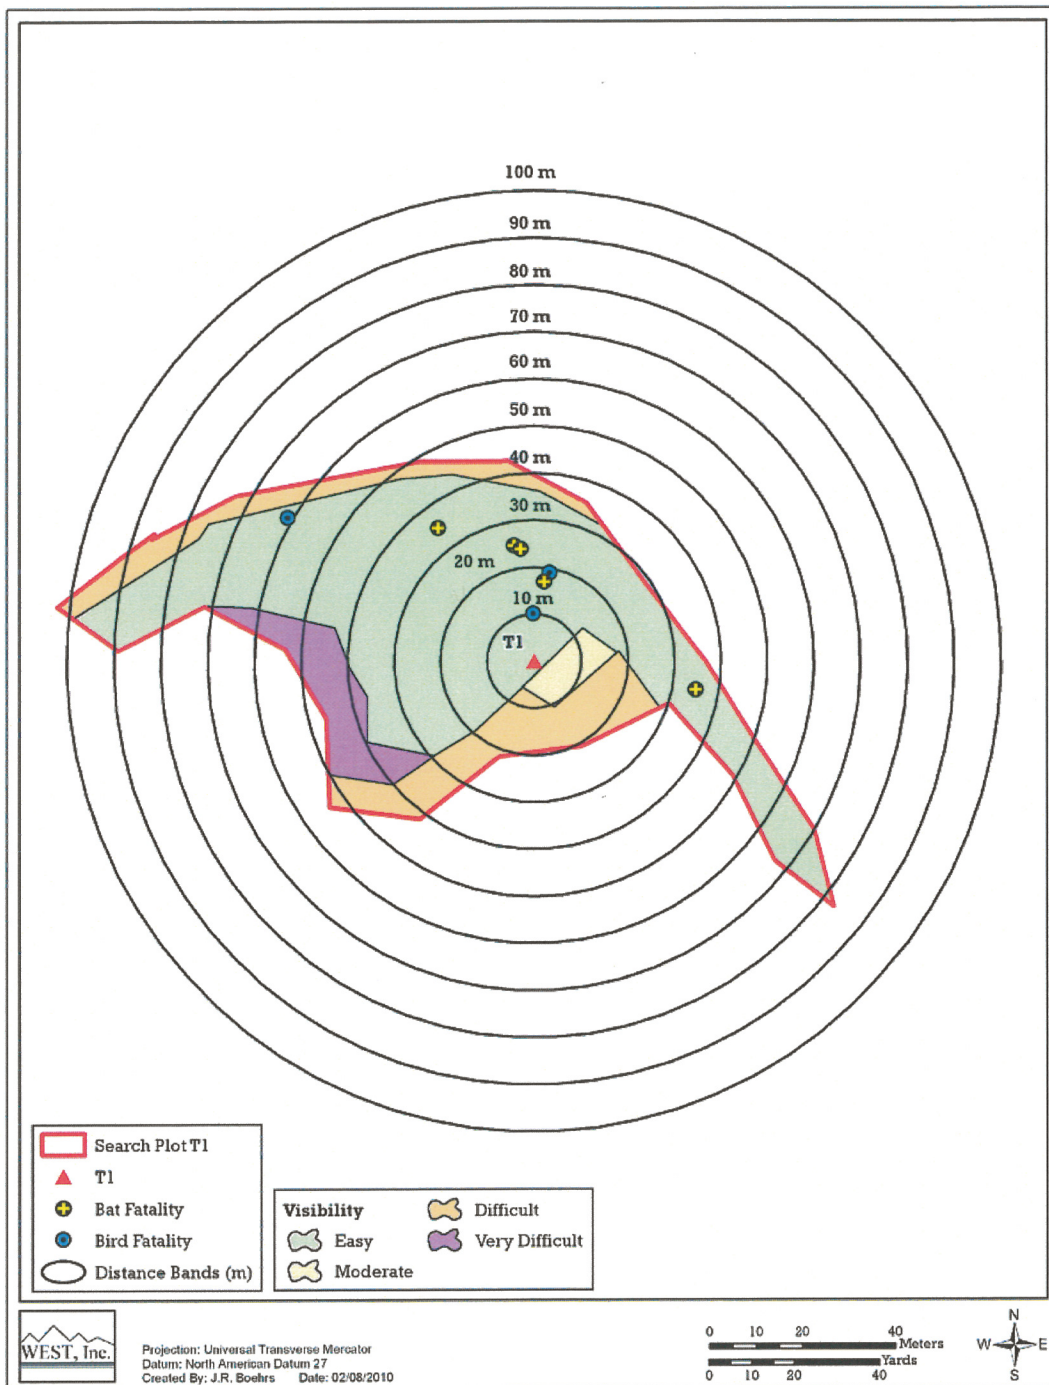 100 m
90 m
80 m
70 m
60 m
50 m
40 m
30 m
20 m
10 m
T1
Search Plot T1
T1
Bat Fatality
Bird Fatality
Distance Bands (m)
Visibility
Easy
Moderate
Difficult
Very Difficult
WEST, Inc.
Projection: Universal Transverse Mercator
Datum: North American Datum 27
Created By: J.R. Boehrs Date: 02/08/2010
0 10 20 40
Meters
Yards
0 10 20 40
N
W E
S